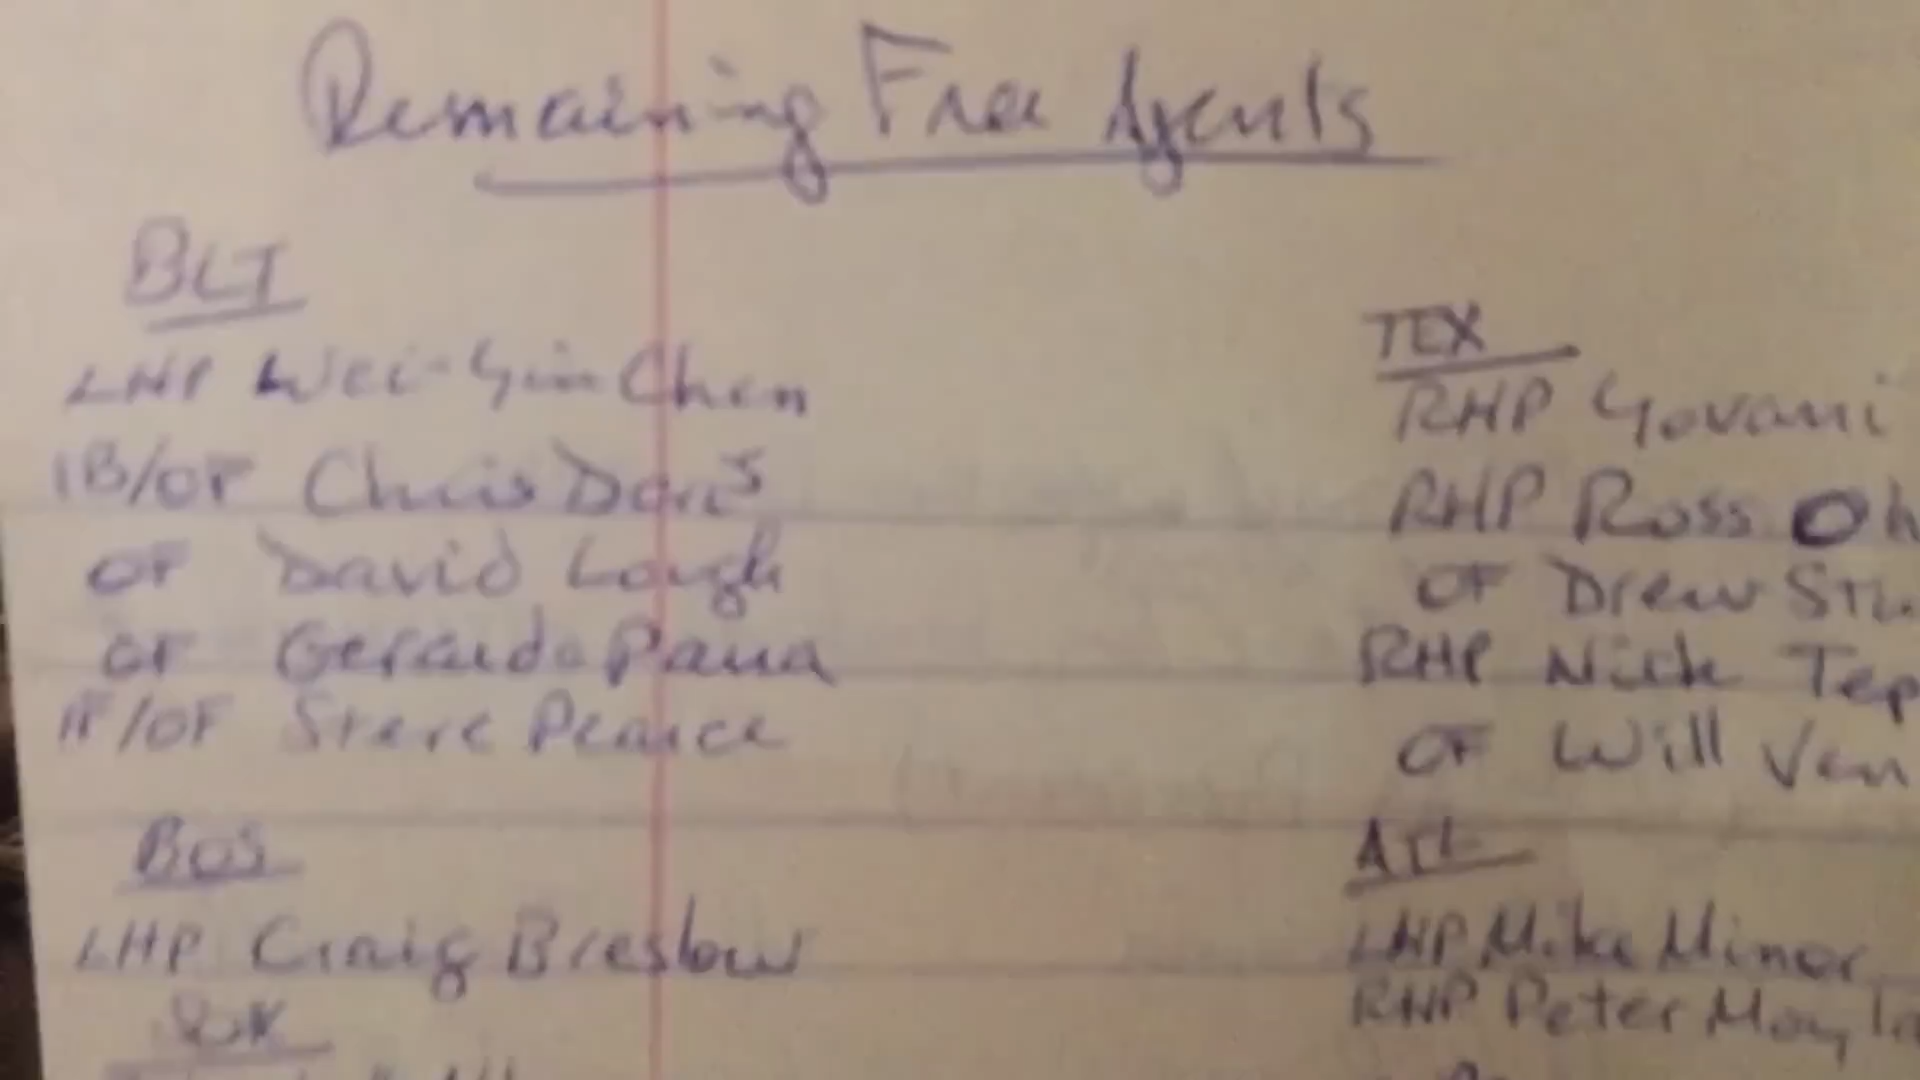 Remaining Free Agents
BLT
LHP Wei-Yin Chen
1B/OF Chris Davis
OF David Lough
OF Gerardo Parra
IF/OF Steve Pearce
BOS
LHP Craig Breslow
TEX
RHP Yovani
RHP Ross Oh
OF Drew Stu
RHP Nick Tep
OF Will Ven
ATL
LHP Mike Minor
RHP Peter Moyla